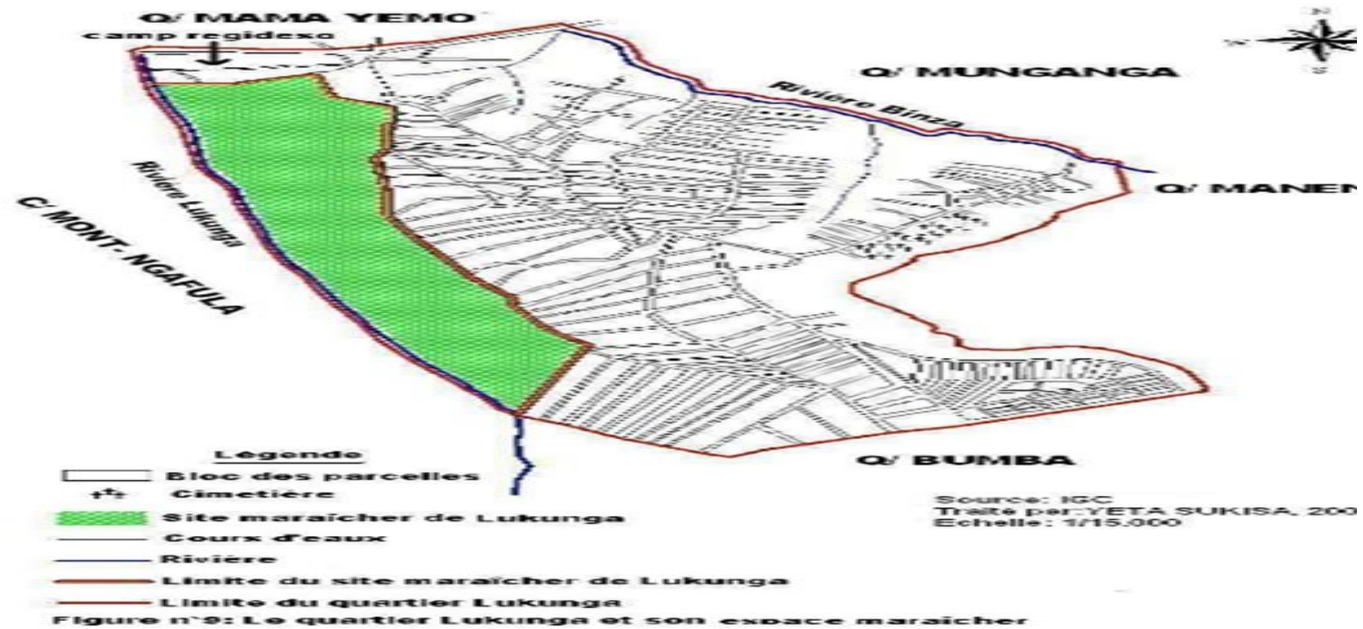 Q/ MAMA YEMO
camp regideso
N
W
S
Q/ MUNGANGA
Rivière Binza
Q/ MANEN
Rivière Lukunga
C/ MONT- NGAFULA
Q/ BUMBA
Légende
Bloc des parcelles
Cimetière
Site maraîcher de Lukunga
Cours d'eaux
Rivière
Limite du site maraîcher de Lukunga
Limite du quartier Lukunga
Source: IGC
Traité par: YETA SUKISA, 200
Echelle: 1/15.000
Figure n°9: Le quartier Lukunga et son espace maraîcher